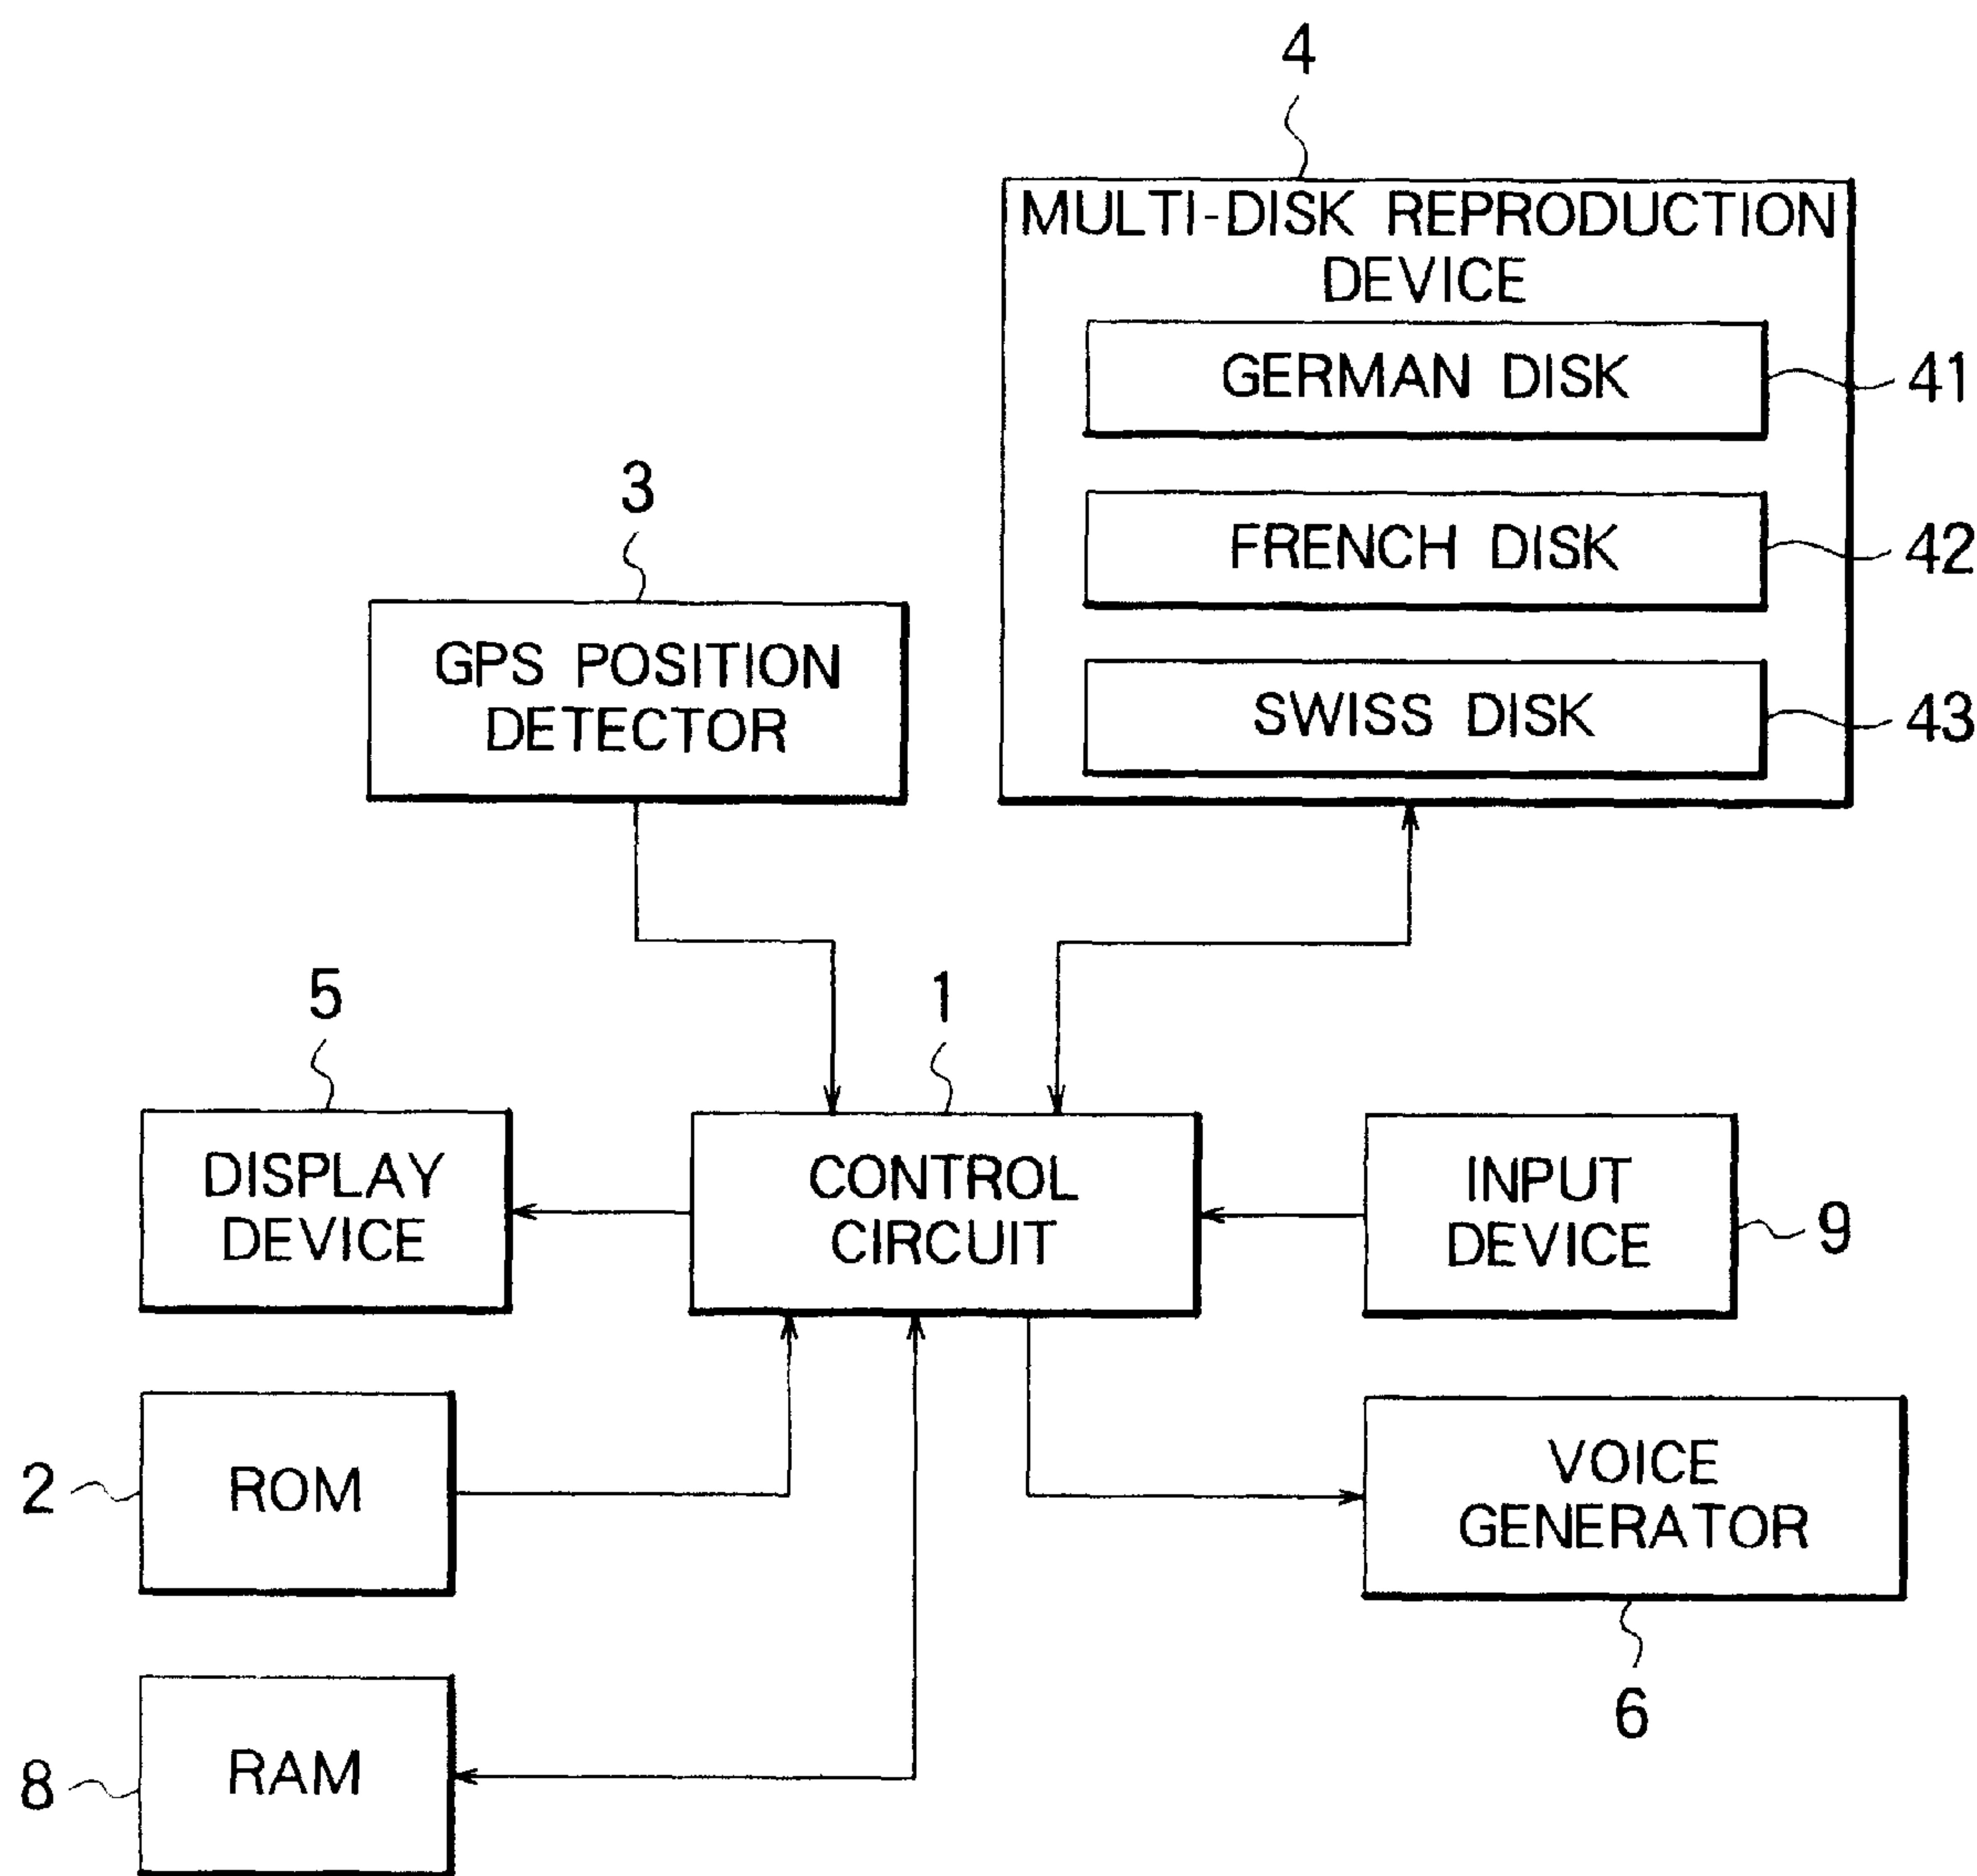 4
MULTI-DISK REPRODUCTION
DEVICE
GERMAN DISK
41
3
FRENCH DISK
42
GPS POSITION
DETECTOR
SWISS DISK
43
5
1
DISPLAY
DEVICE
CONTROL
CIRCUIT
INPUT
DEVICE
9
2
ROM
VOICE
GENERATOR
6
8
RAM